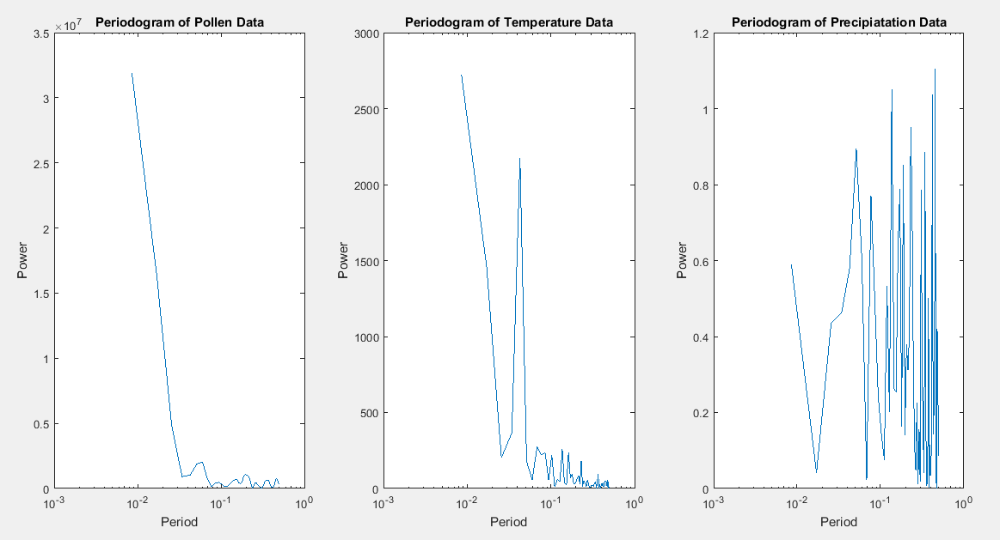 Periodogram of Pollen Data
×10^7
3.5
3
2.5
2
1.5
1
0.5
0
10^-3 10^-2 10^-1 10^0
Period
Power
Periodogram of Temperature Data
3000
2500
2000
1500
1000
500
0
10^-3 10^-2 10^-1 10^0
Period
Power
Periodogram of Precipiatation Data
1.2
1
0.8
0.6
0.4
0.2
0
10^-3 10^-2 10^-1 10^0
Period
Power